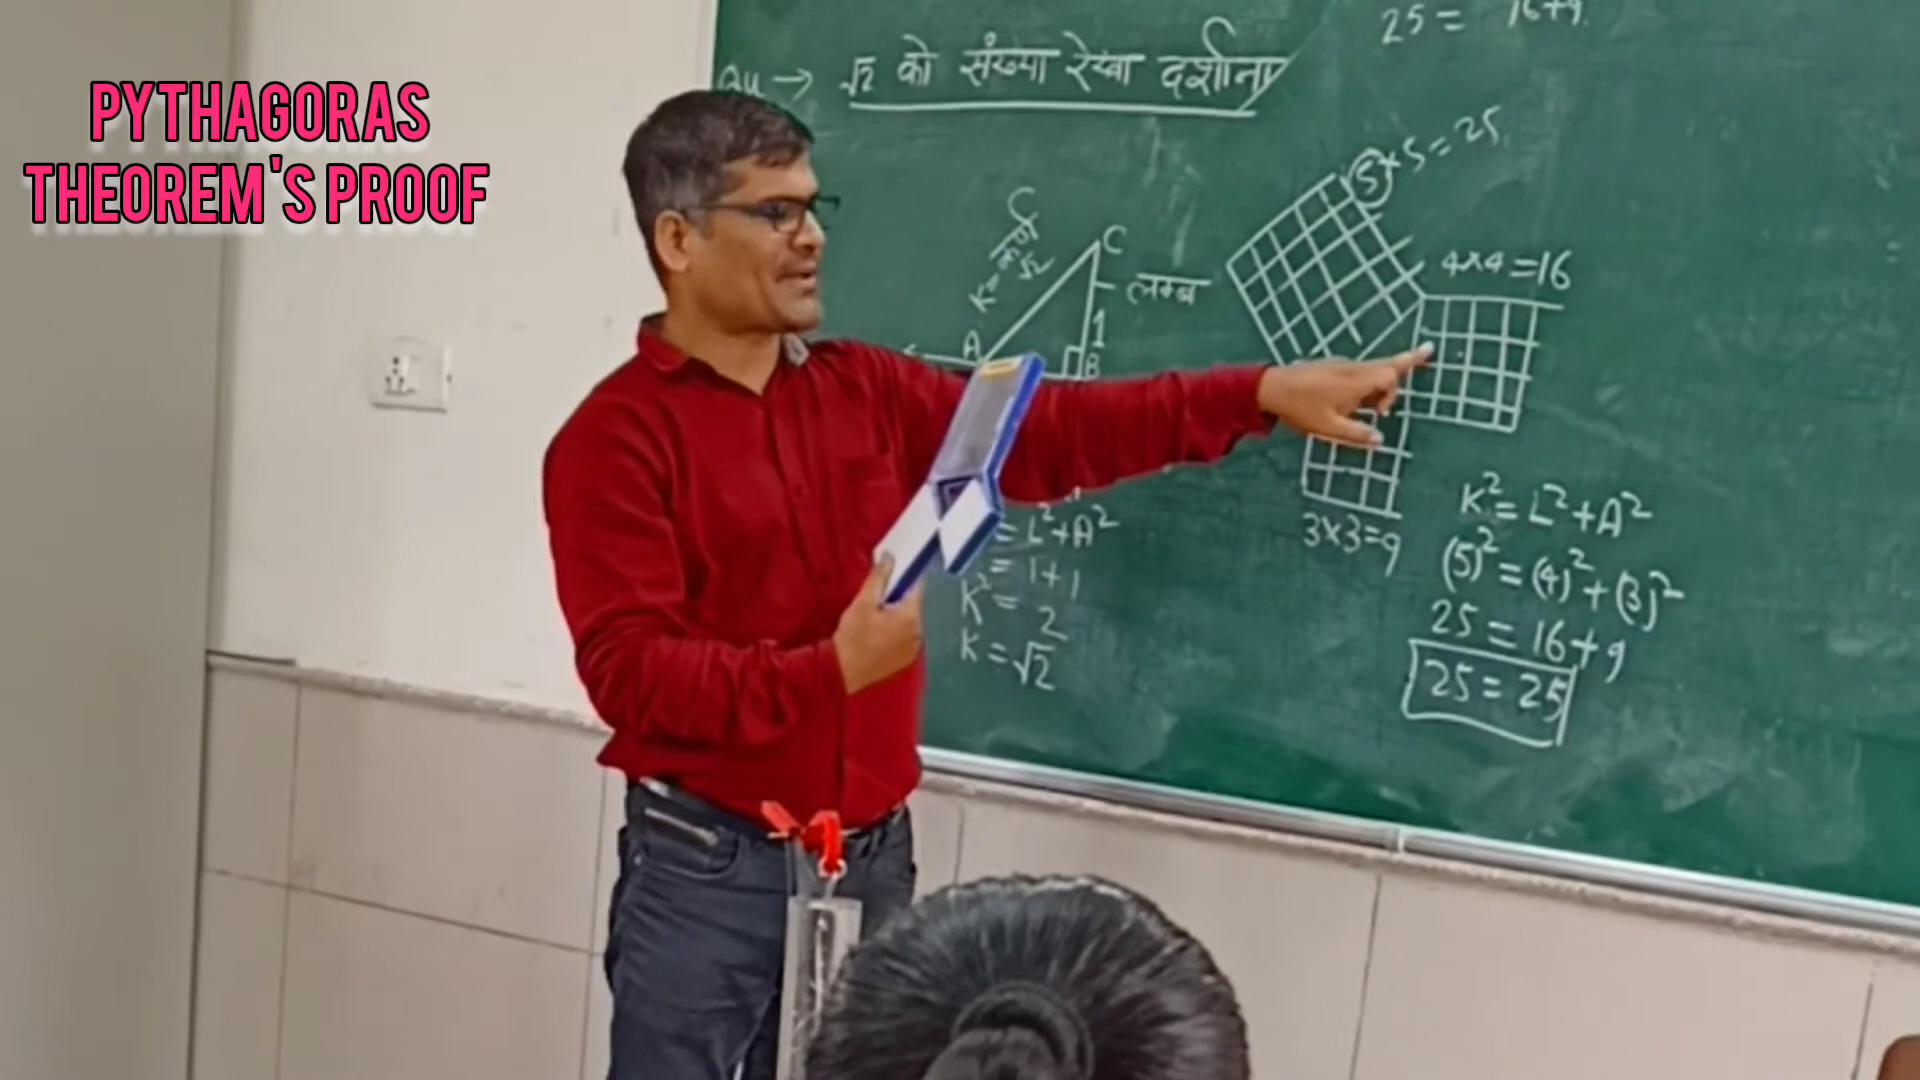 PYTHAGORAS
THEOREM'S PROOF
25 = 16+9
Qu → √2 को संख्या रेखा दर्शाना
5 × 5 = 25
4×4 = 16
3×3=9
C
K = कर्ण
√2
लम्ब
1
A
B
= L²+A²
= 1+1
K² = 2
K = √2
K² = L²+A²
(5)² = (4)² + (3)²
25 = 16+9
25 = 25